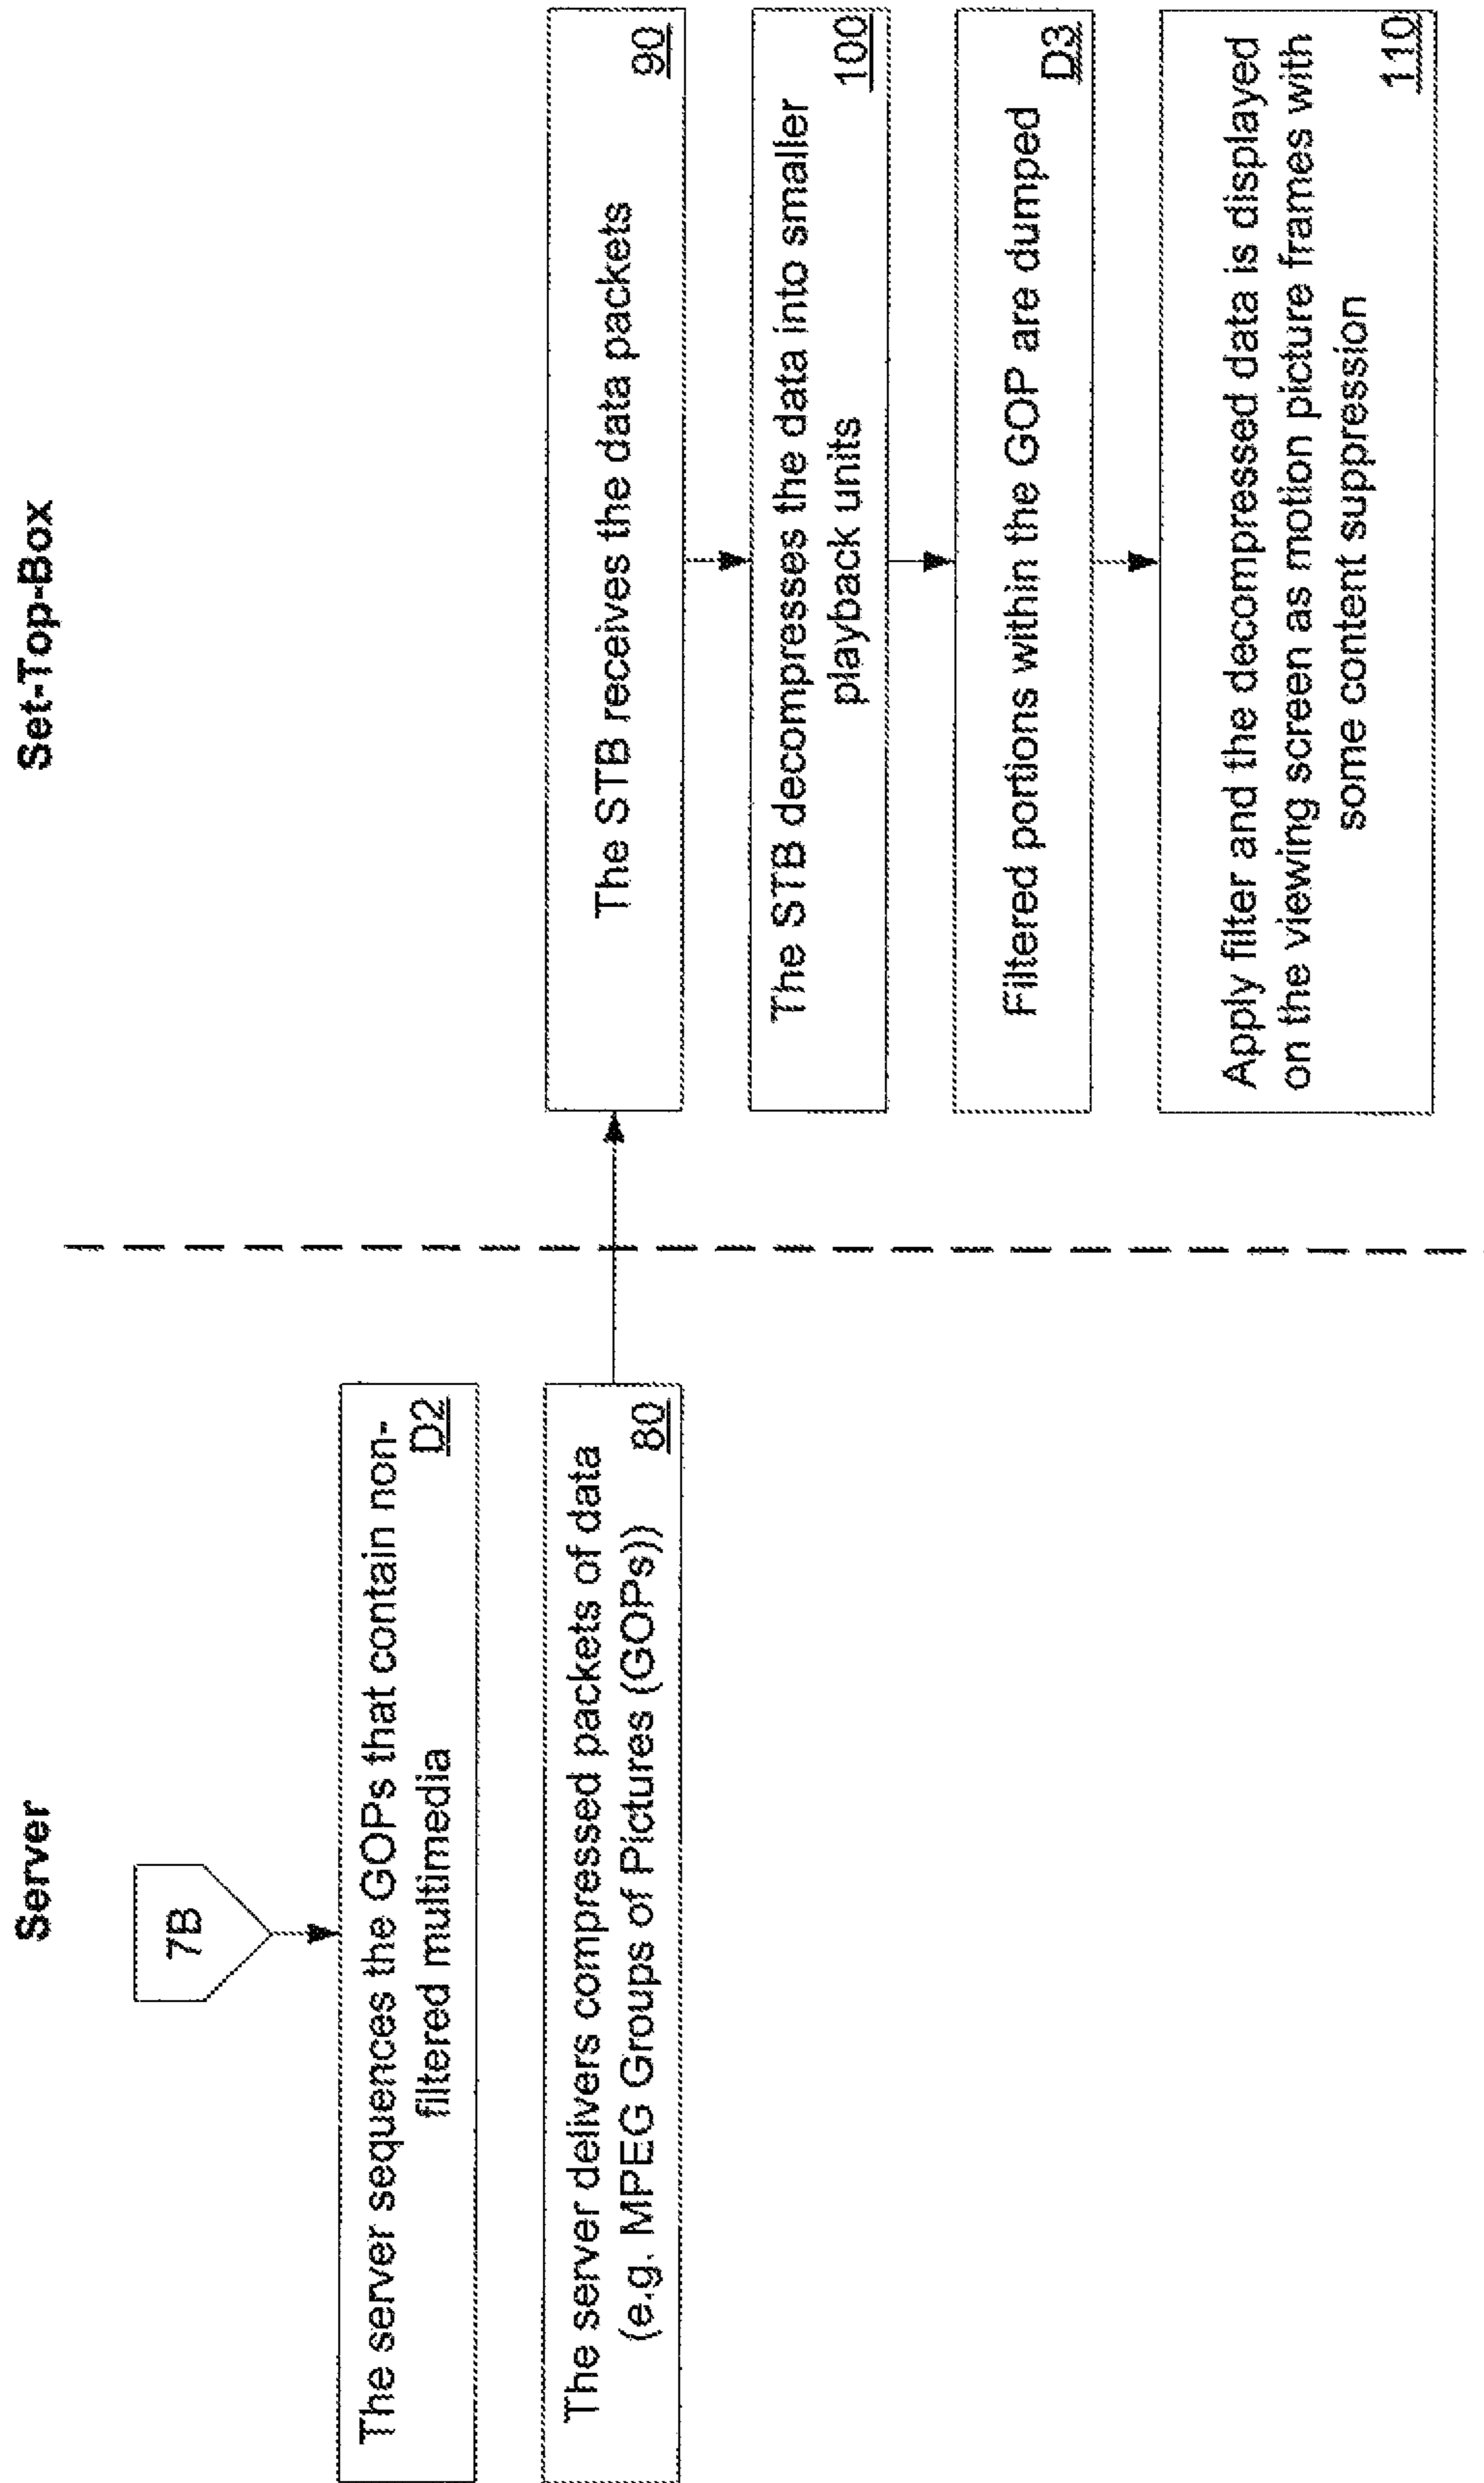 Server
Set-Top-Box
7B
The server sequences the GOPs that contain non-
filtered multimedia
D2
The server delivers compressed packets of data
(e.g. MPEG Groups of Pictures (GOPs))
80
The STB receives the data packets
90
The STB decompresses the data into smaller
playback units
100
Filtered portions within the GOP are dumped
D3
Apply filter and the decompressed data is displayed
on the viewing screen as motion picture frames with
some content suppression
110